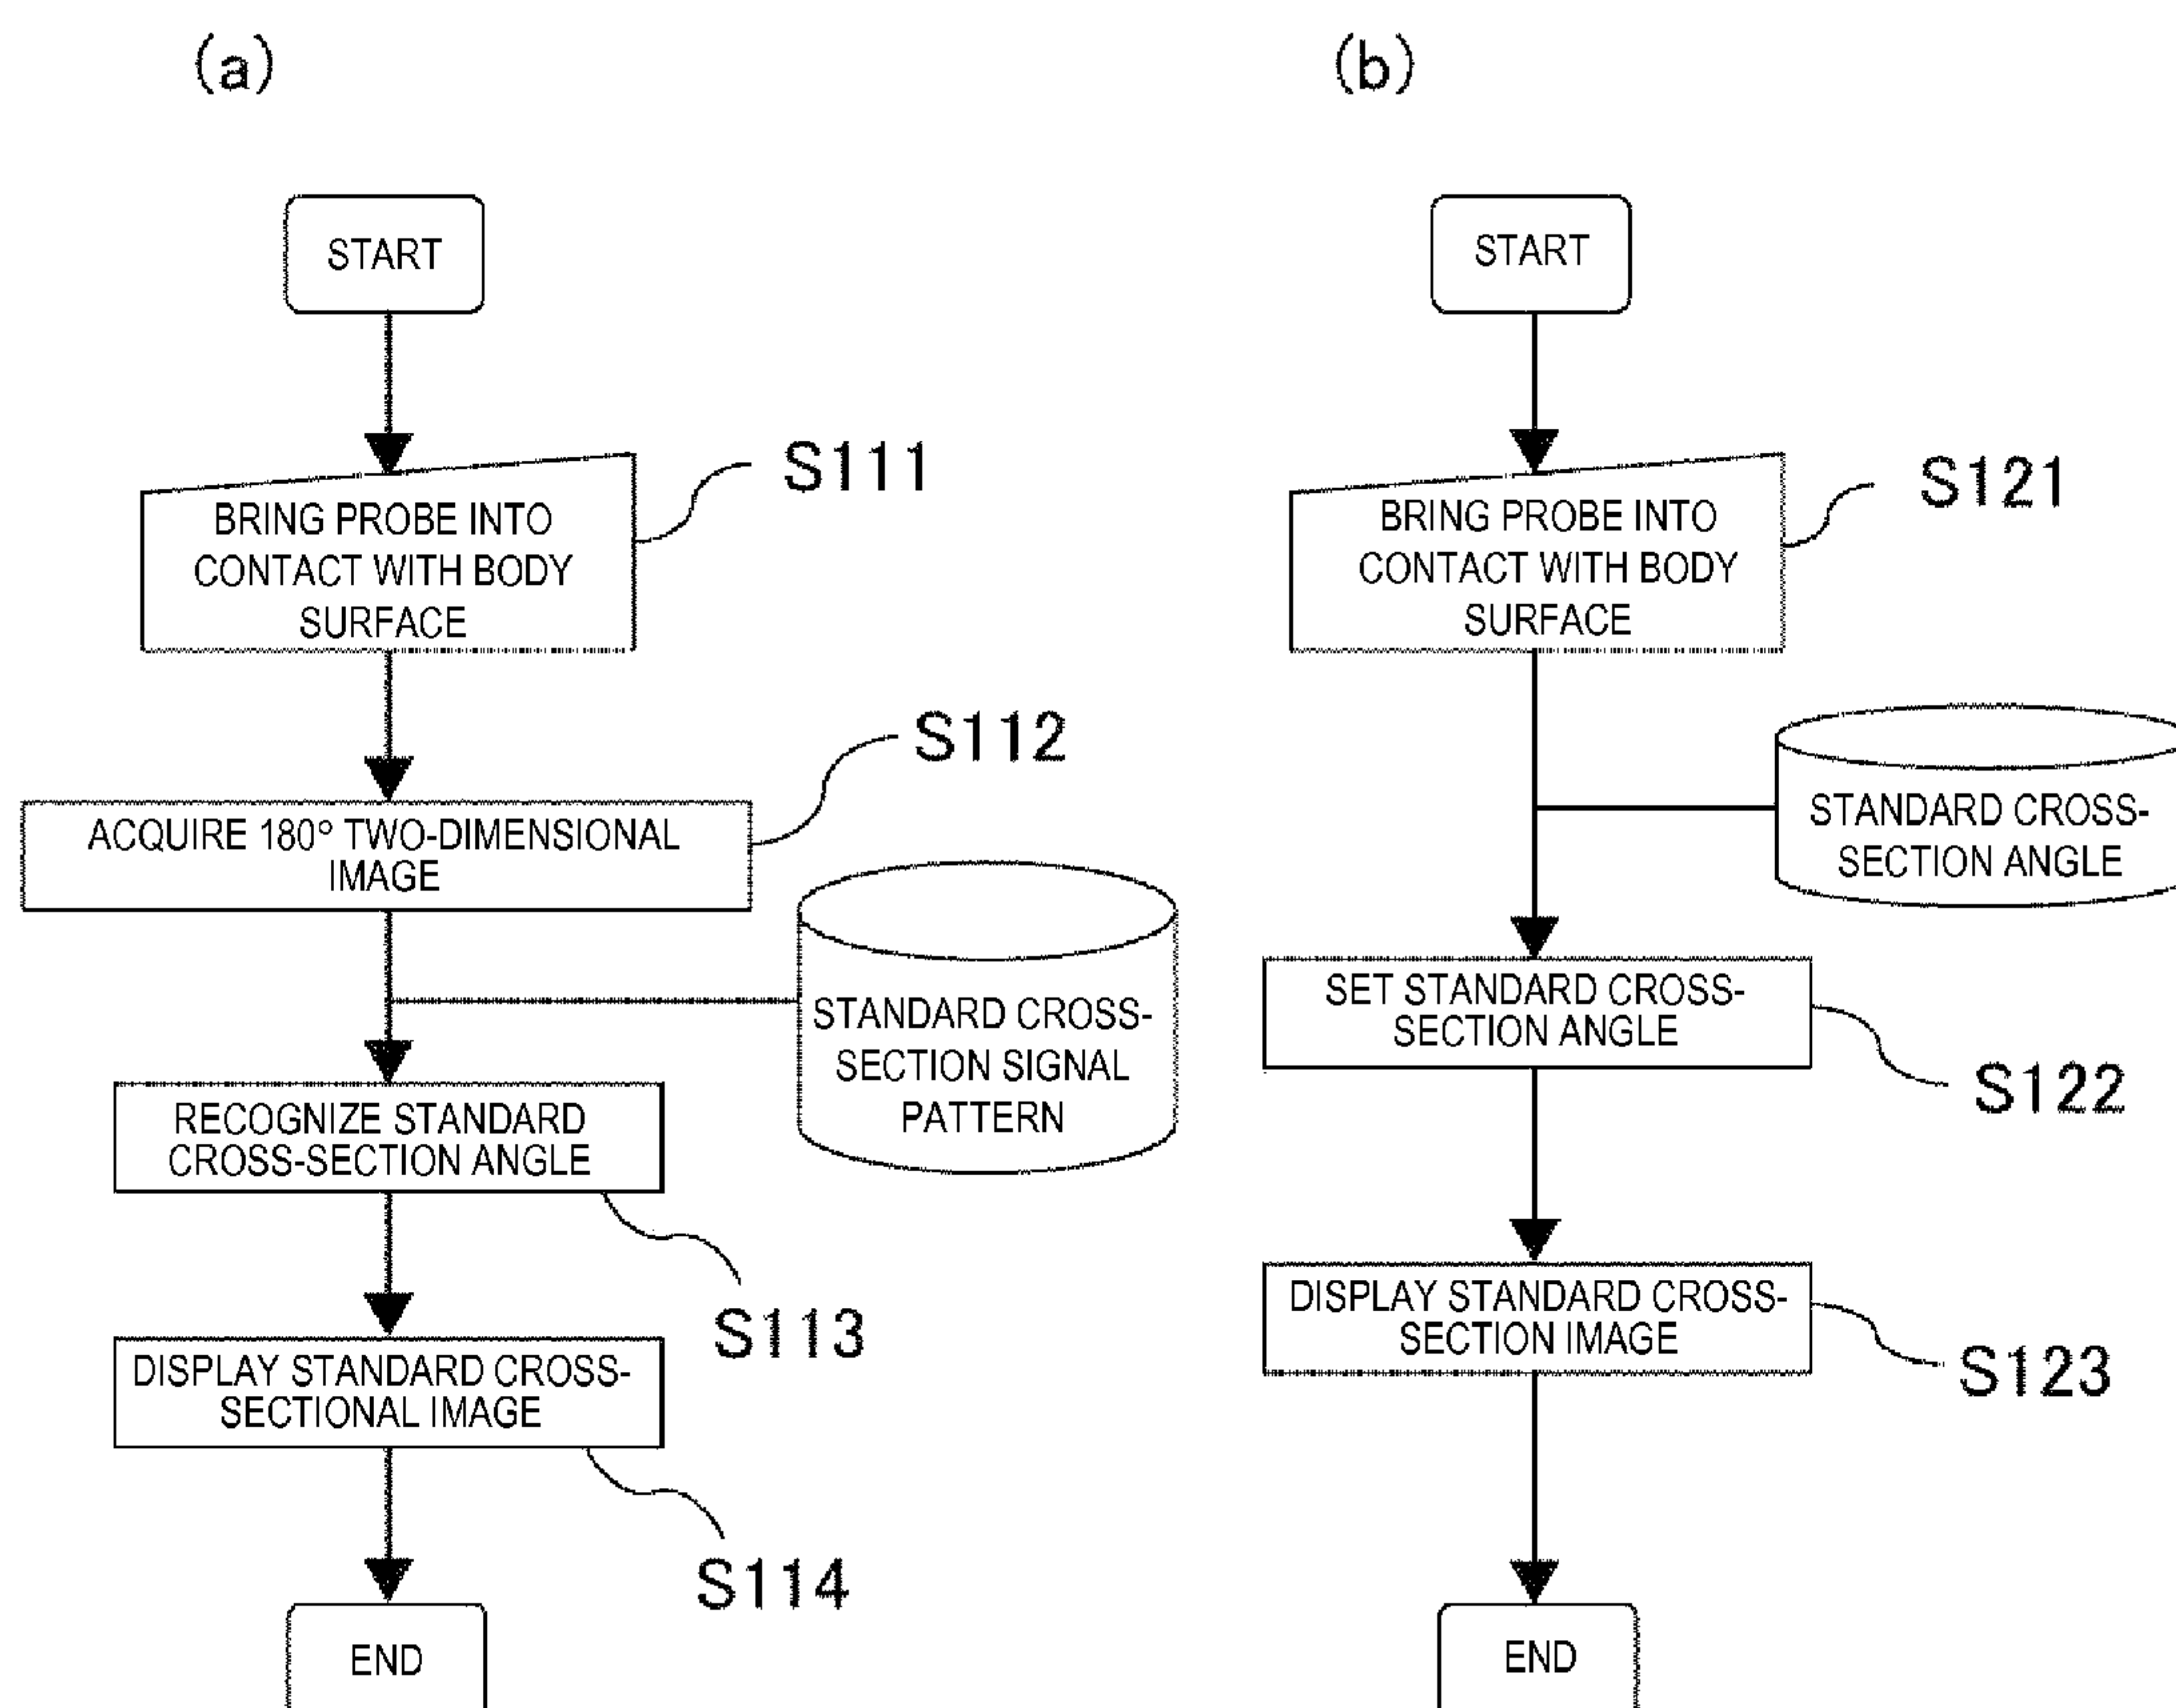 (a)
START
BRING PROBE INTO
CONTACT WITH BODY
SURFACE
S111
ACQUIRE 180° TWO-DIMENSIONAL
IMAGE
S112
STANDARD CROSS-
SECTION SIGNAL
PATTERN
RECOGNIZE STANDARD
CROSS-SECTION ANGLE
S113
DISPLAY STANDARD CROSS-
SECTIONAL IMAGE
S114
END
(b)
START
BRING PROBE INTO
CONTACT WITH BODY
SURFACE
S121
STANDARD CROSS-
SECTION ANGLE
SET STANDARD CROSS-
SECTION ANGLE
S122
DISPLAY STANDARD CROSS-
SECTION IMAGE
S123
END